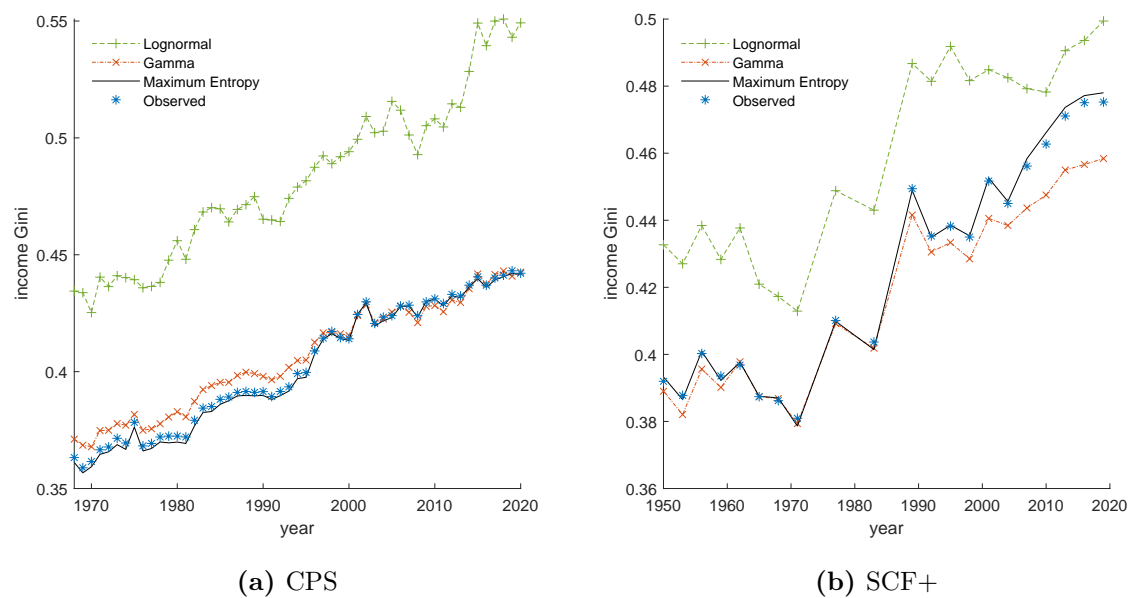 0.55
0.5
0.45
0.4
0.35
income Gini
Lognormal
Gamma
Maximum Entropy
Observed
1970 1980 1990 2000 2010 2020
year
(a) CPS
0.5
0.48
0.46
0.44
0.42
0.4
0.38
0.36
income Gini
Lognormal
Gamma
Maximum Entropy
Observed
1950 1960 1970 1980 1990 2000 2010 2020
year
(b) SCF+